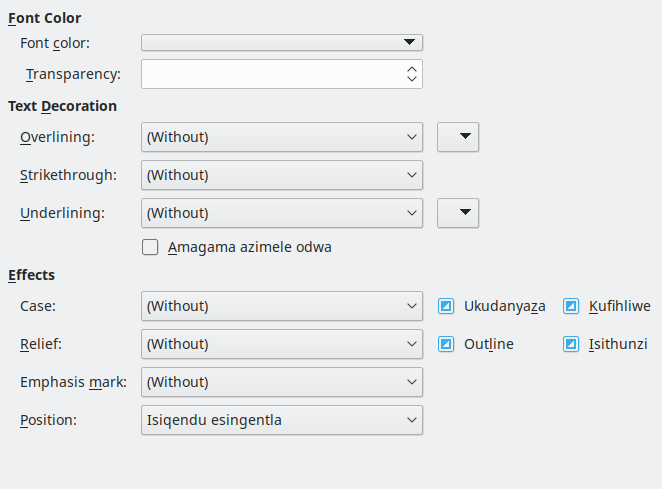 Font Color
Font color:
Transparency:
Text Decoration
Overlining: (Without)
Strikethrough: (Without)
Underlining: (Without)
Amagama azimele odwa
Effects
Case: (Without) Ukudanyaza Kufihliwe
Relief: (Without) Outline Isithunzi
Emphasis mark: (Without)
Position: Isiqendu esingentla